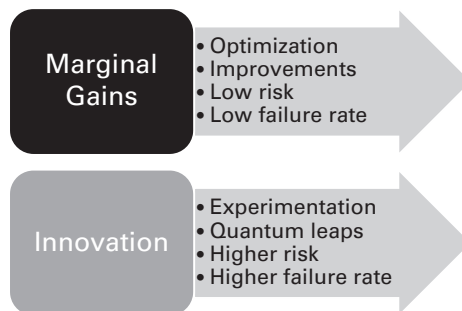 Marginal
Gains
• Optimization
• Improvements
• Low risk
• Low failure rate
Innovation
• Experimentation
• Quantum leaps
• Higher risk
• Higher failure rate